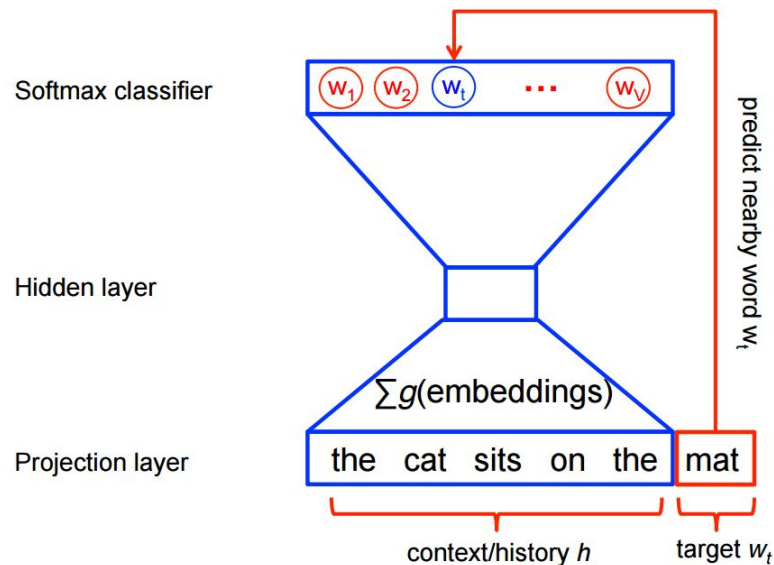 Softmax classifier
w₁ w₂ wₜ ... w_V
predict nearby word wₜ
Hidden layer
∑g(embeddings)
Projection layer
the cat sits on the mat
context/history h
target wₜ